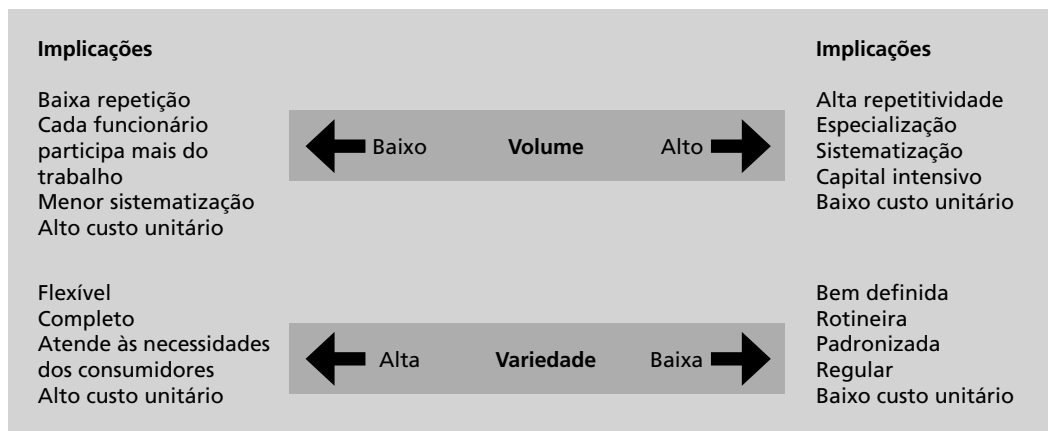 Implicações
Baixa repetição
Cada funcionário
participa mais do
trabalho
Menor sistematização
Alto custo unitário
Baixo Volume Alto
Implicações
Alta repetitividade
Especialização
Sistematização
Capital intensivo
Baixo custo unitário
Flexível
Completo
Atende às necessidades
dos consumidores
Alto custo unitário
Alta Variedade Baixa
Bem definida
Rotineira
Padronizada
Regular
Baixo custo unitário